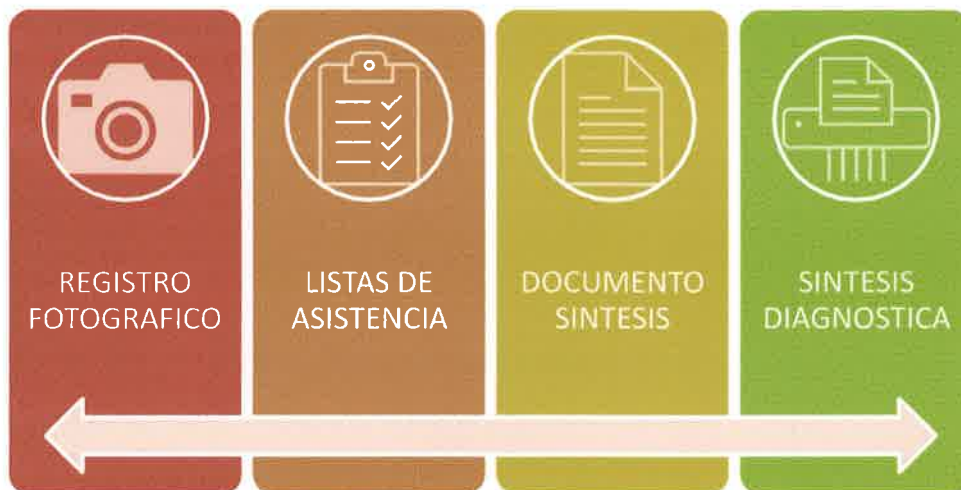 REGISTRO
FOTOGRAFICO
LISTAS DE
ASISTENCIA
DOCUMENTO
SINTESIS
SINTESIS
DIAGNOSTICA